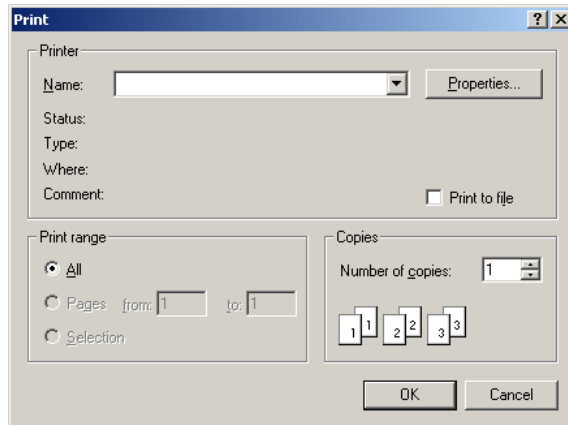 Print
Printer
Name:
Properties...
Status:
Type:
Where:
Comment:
Print to file
Print range
All
Pages from: 1 to: 1
Selection
Copies
Number of copies: 1
1 1 2 2 3 3
OK Cancel